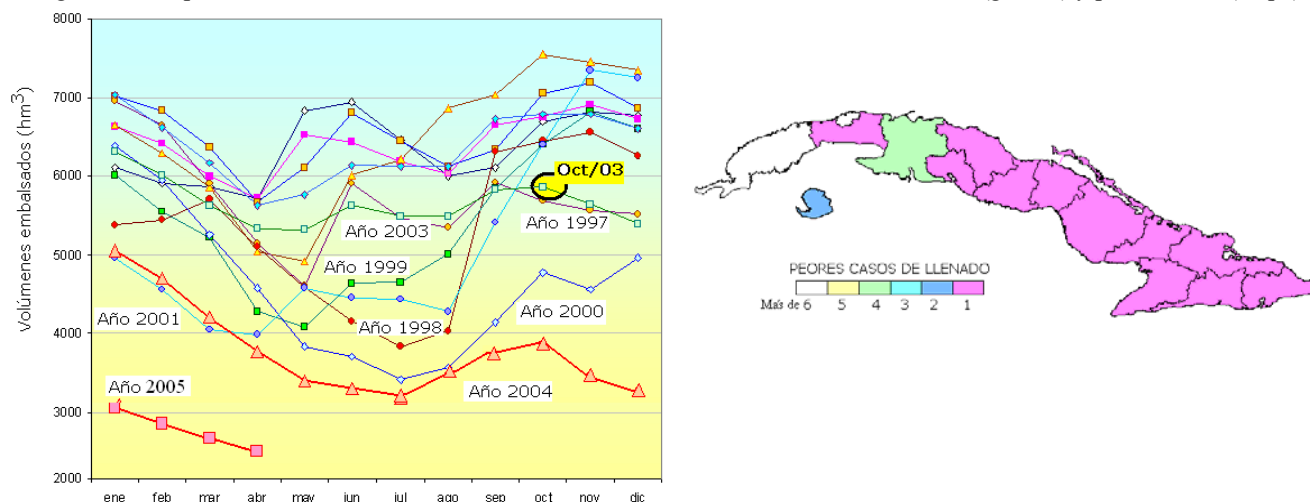 8000
7000
6000
5000
4000
3000
2000
Volúmenes embalsados (hm³)
Oct/03
Año 2003
Año 1997
Año 1999
Año 2001
Año 1998
Año 2000
Año 2005
Año 2004
ene feb mar abr may jun jul ago sep oct nov dic
PEORES CASOS DE LLENADO
Más de 6 5 4 3 2 1